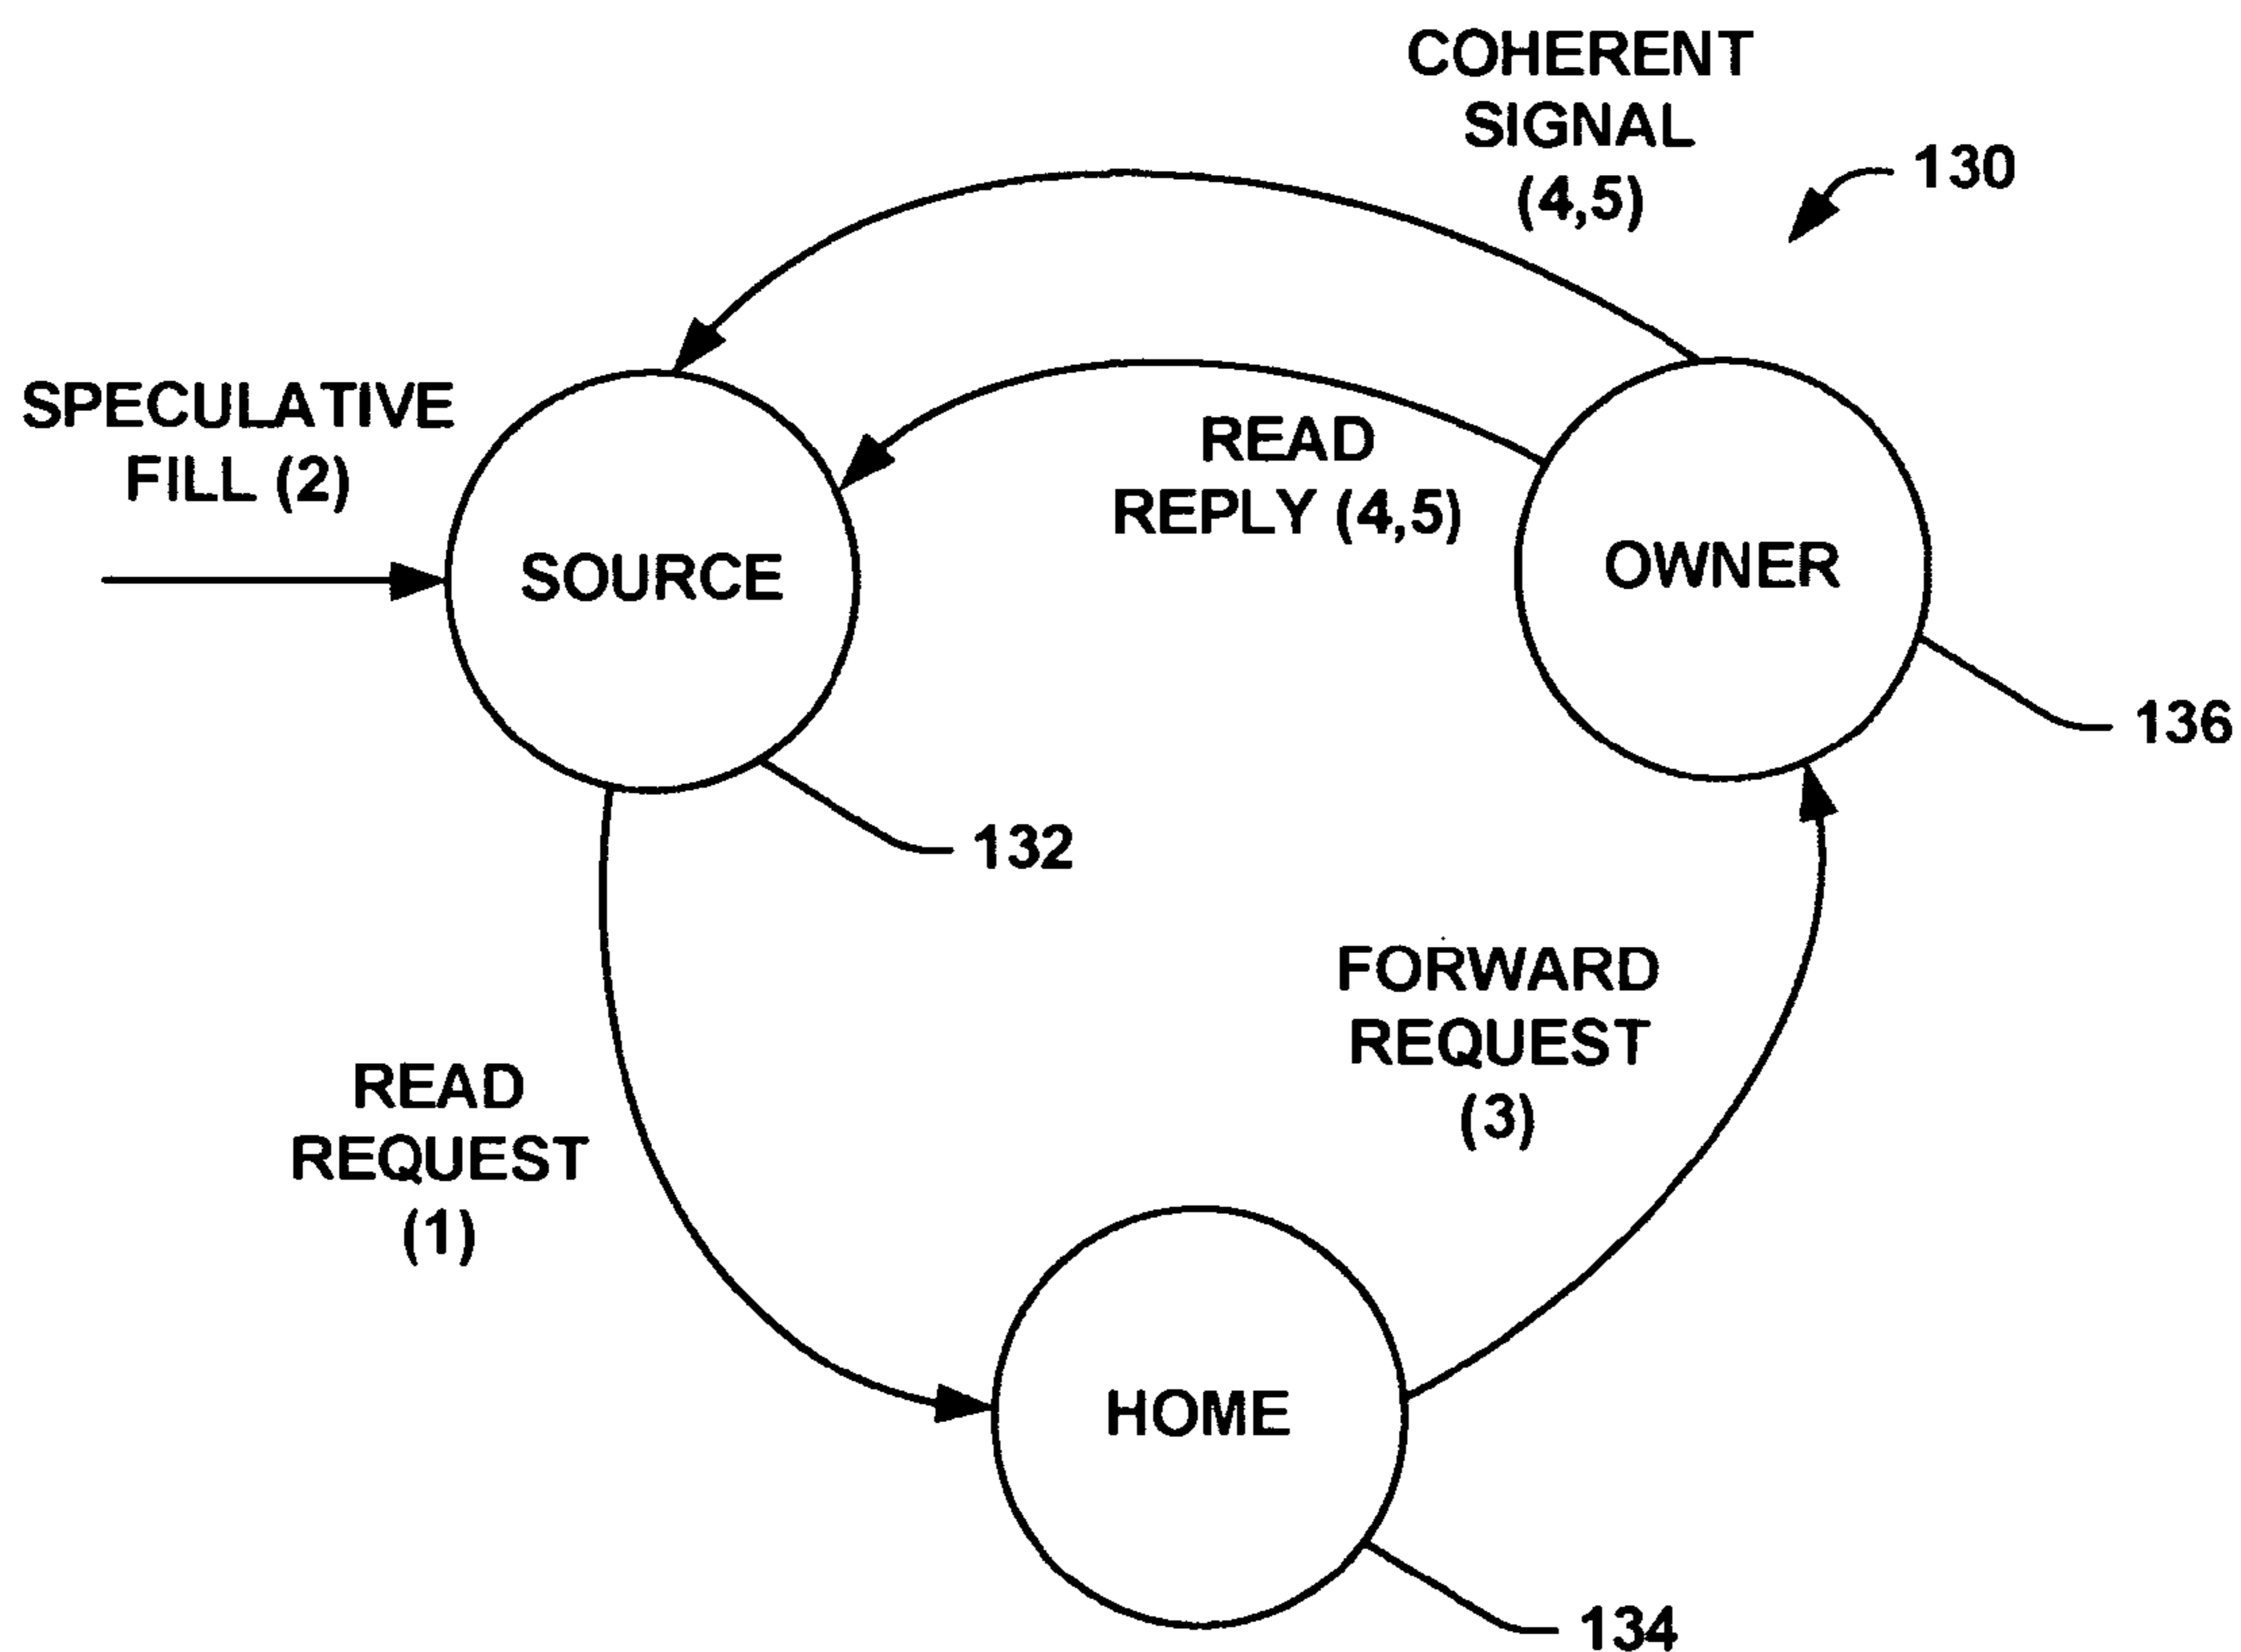 COHERENT
SIGNAL
(4,5)
130
SPECULATIVE
FILL (2)
READ
REPLY (4,5)
SOURCE
OWNER
136
132
FORWARD
REQUEST
(3)
READ
REQUEST
(1)
HOME
134